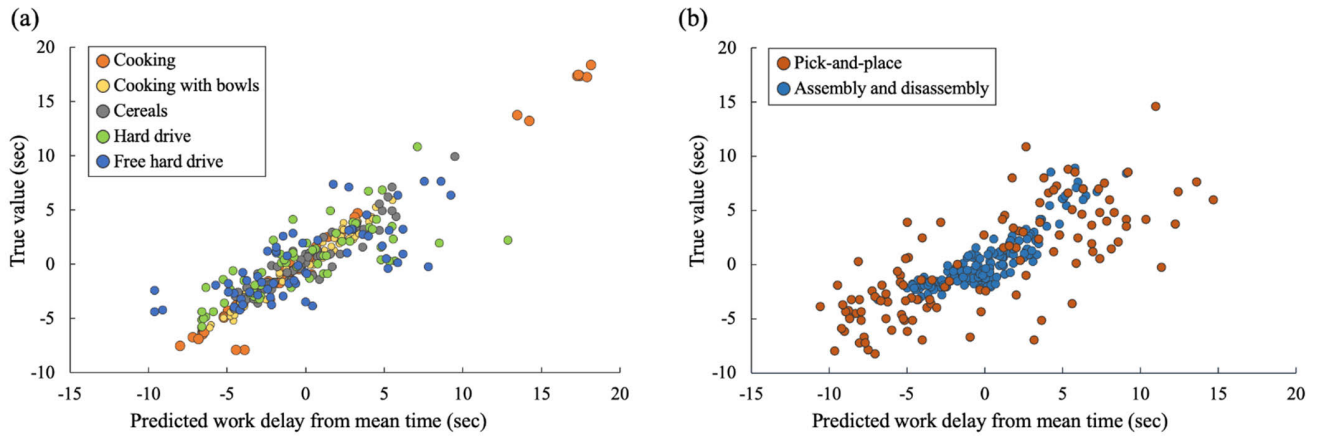 (a)
20
15
10
5
0
-5
-10
True value (sec)
Cooking
Cooking with bowls
Cereals
Hard drive
Free hard drive
-15 -10 -5 0 5 10 15 20
Predicted work delay from mean time (sec)
(b)
20
15
10
5
0
-5
-10
True value (sec)
Pick-and-place
Assembly and disassembly
-15 -10 -5 0 5 10 15 20
Predicted work delay from mean time (sec)